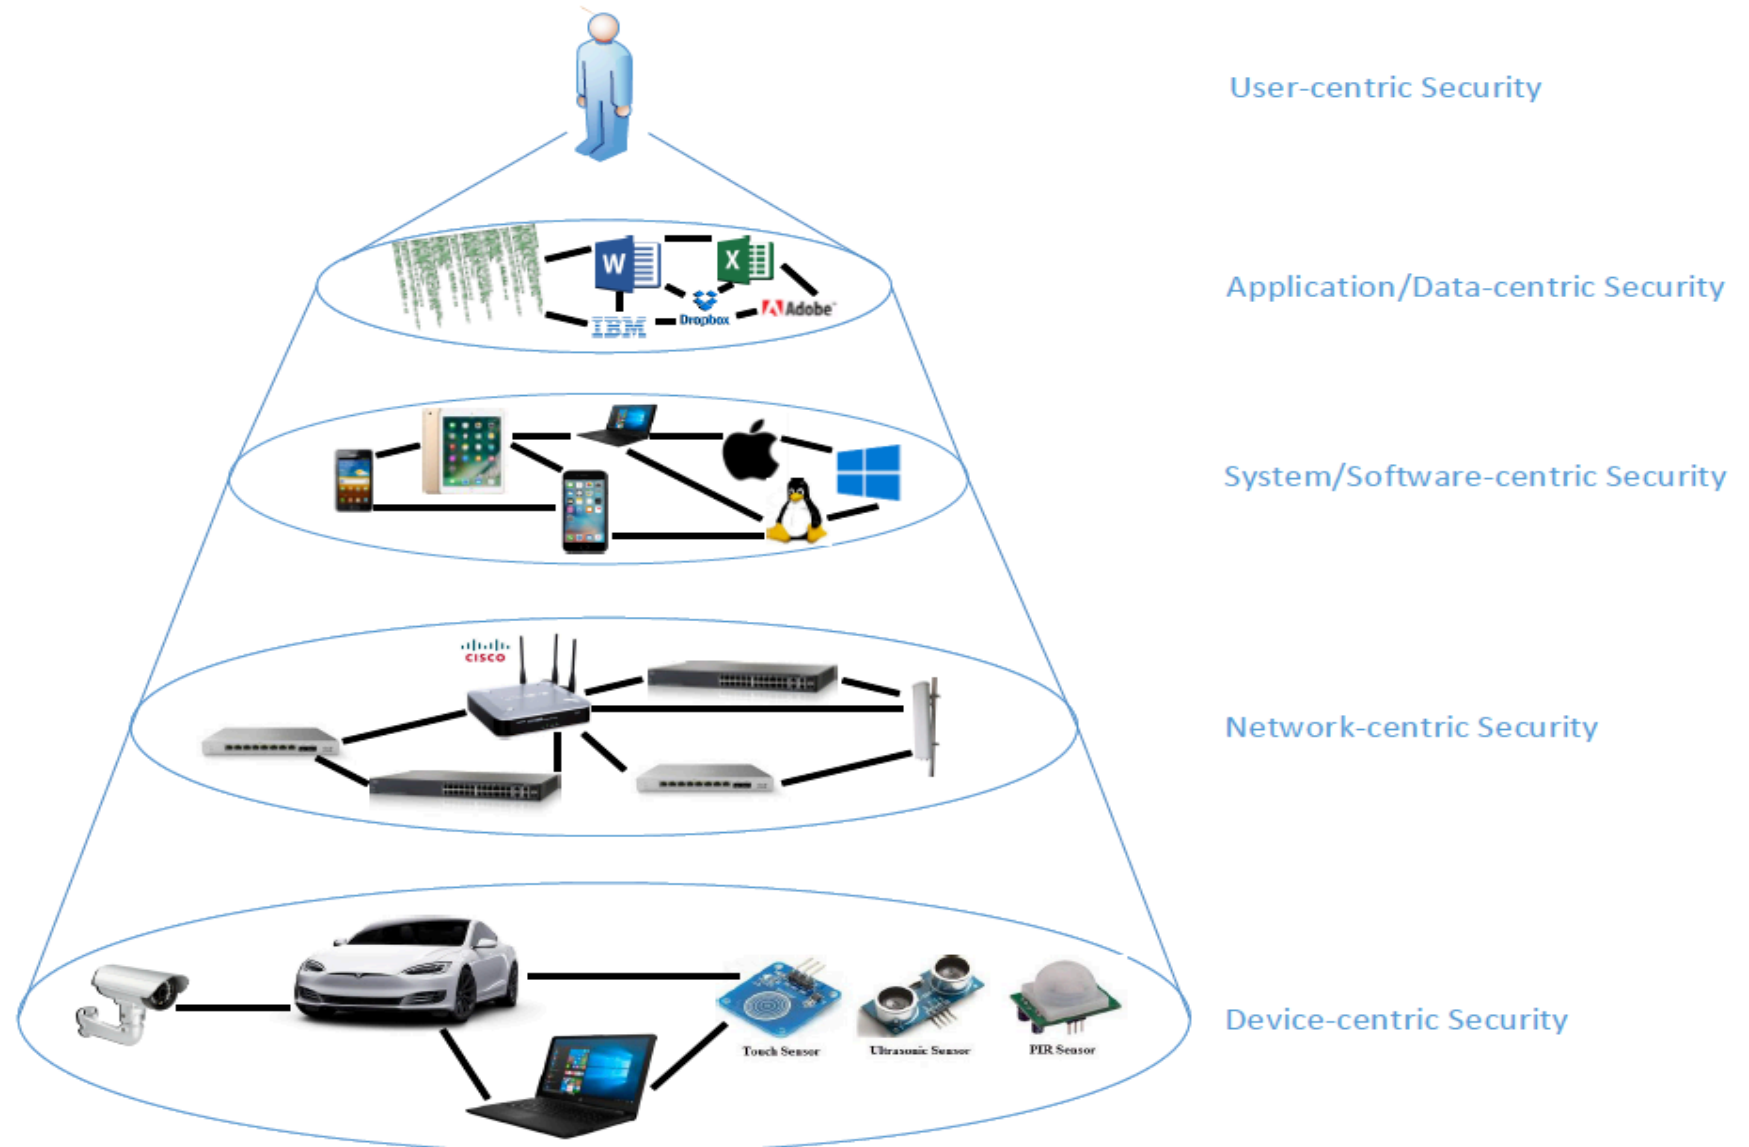 User-centric Security
W
X
Application/Data-centric Security
IBM
Dropbox
Adobe
System/Software-centric Security
CISCO
Network-centric Security
Device-centric Security
Touch Sensor
Ultrasonic Sensor
PIR Sensor